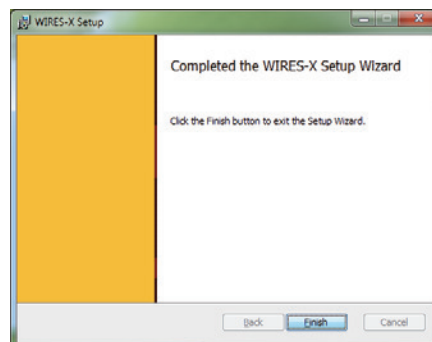 WIRES-X Setup
Completed the WIRES-X Setup Wizard
Click the Finish button to exit the Setup Wizard.
Back Finish Cancel